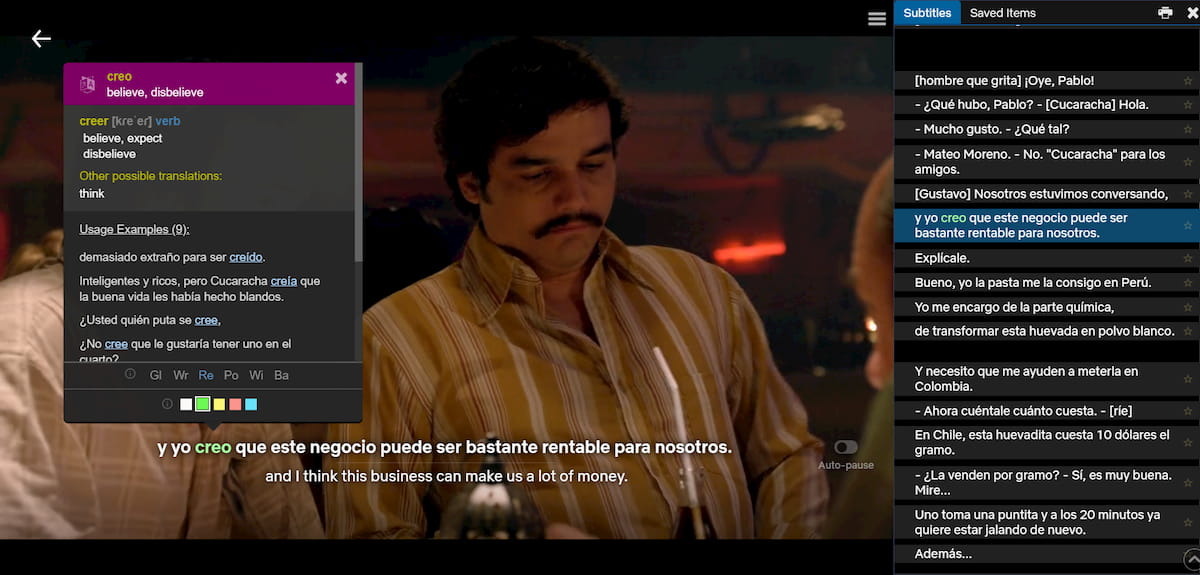 Subtitles
Saved Items
creo
believe, disbelieve
creer [kɾeˈeɾ] verb
believe, expect
disbelieve
Other possible translations:
think
Usage Examples (9):
demasiado extraño para ser creído.
Inteligentes y ricos, pero Cucaracha creía que
la buena vida les había hecho blandos.
¿Usted quién puta se cree,
¿No cree que le gustaría tener uno en el
cuarto?
Gl Wr Re Po Wi Ba
y yo creo que este negocio puede ser bastante rentable para nosotros.
and I think this business can make us a lot of money.
Auto-pause
[hombre que grita] ¡Oye, Pablo!
- ¿Qué hubo, Pablo? - [Cucaracha] Hola.
- Mucho gusto. - ¿Qué tal?
- Mateo Moreno. - No. "Cucaracha" para los
amigos.
[Gustavo] Nosotros estuvimos conversando,
y yo creo que este negocio puede ser
bastante rentable para nosotros.
Explícale.
Bueno, yo la pasta me la consigo en Perú.
Yo me encargo de la parte química,
de transformar esta huevada en polvo blanco.
Y necesito que me ayuden a meterla en
Colombia.
- Ahora cuéntale cuánto cuesta. - [ríe]
En Chile, esta huevadita cuesta 10 dólares el
gramo.
- ¿La venden por gramo? - Sí, es muy buena.
Mire...
Uno toma una puntita y a los 20 minutos ya
quiere estar jalando de nuevo.
Además...